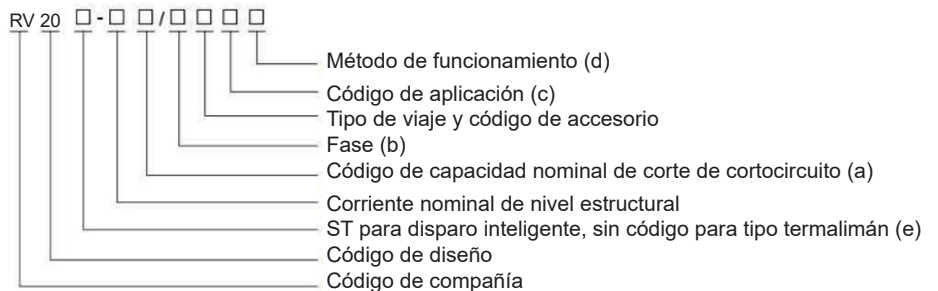 RV 20 □ - □ □ / □ □ □ □
Método de funcionamiento (d)
Código de aplicación (c)
Tipo de viaje y código de accesorio
Fase (b)
Código de capacidad nominal de corte de cortocircuito (a)
Corriente nominal de nivel estructural
ST para disparo inteligente, sin código para tipo termalimán (e)
Código de diseño
Código de compañía